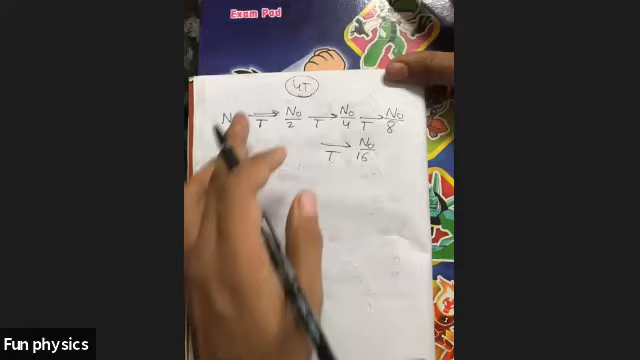 Exam Pad
4T
N₀ →T N₀/2 →T N₀/4 →T N₀/8
→T N₀/16
Fun physics